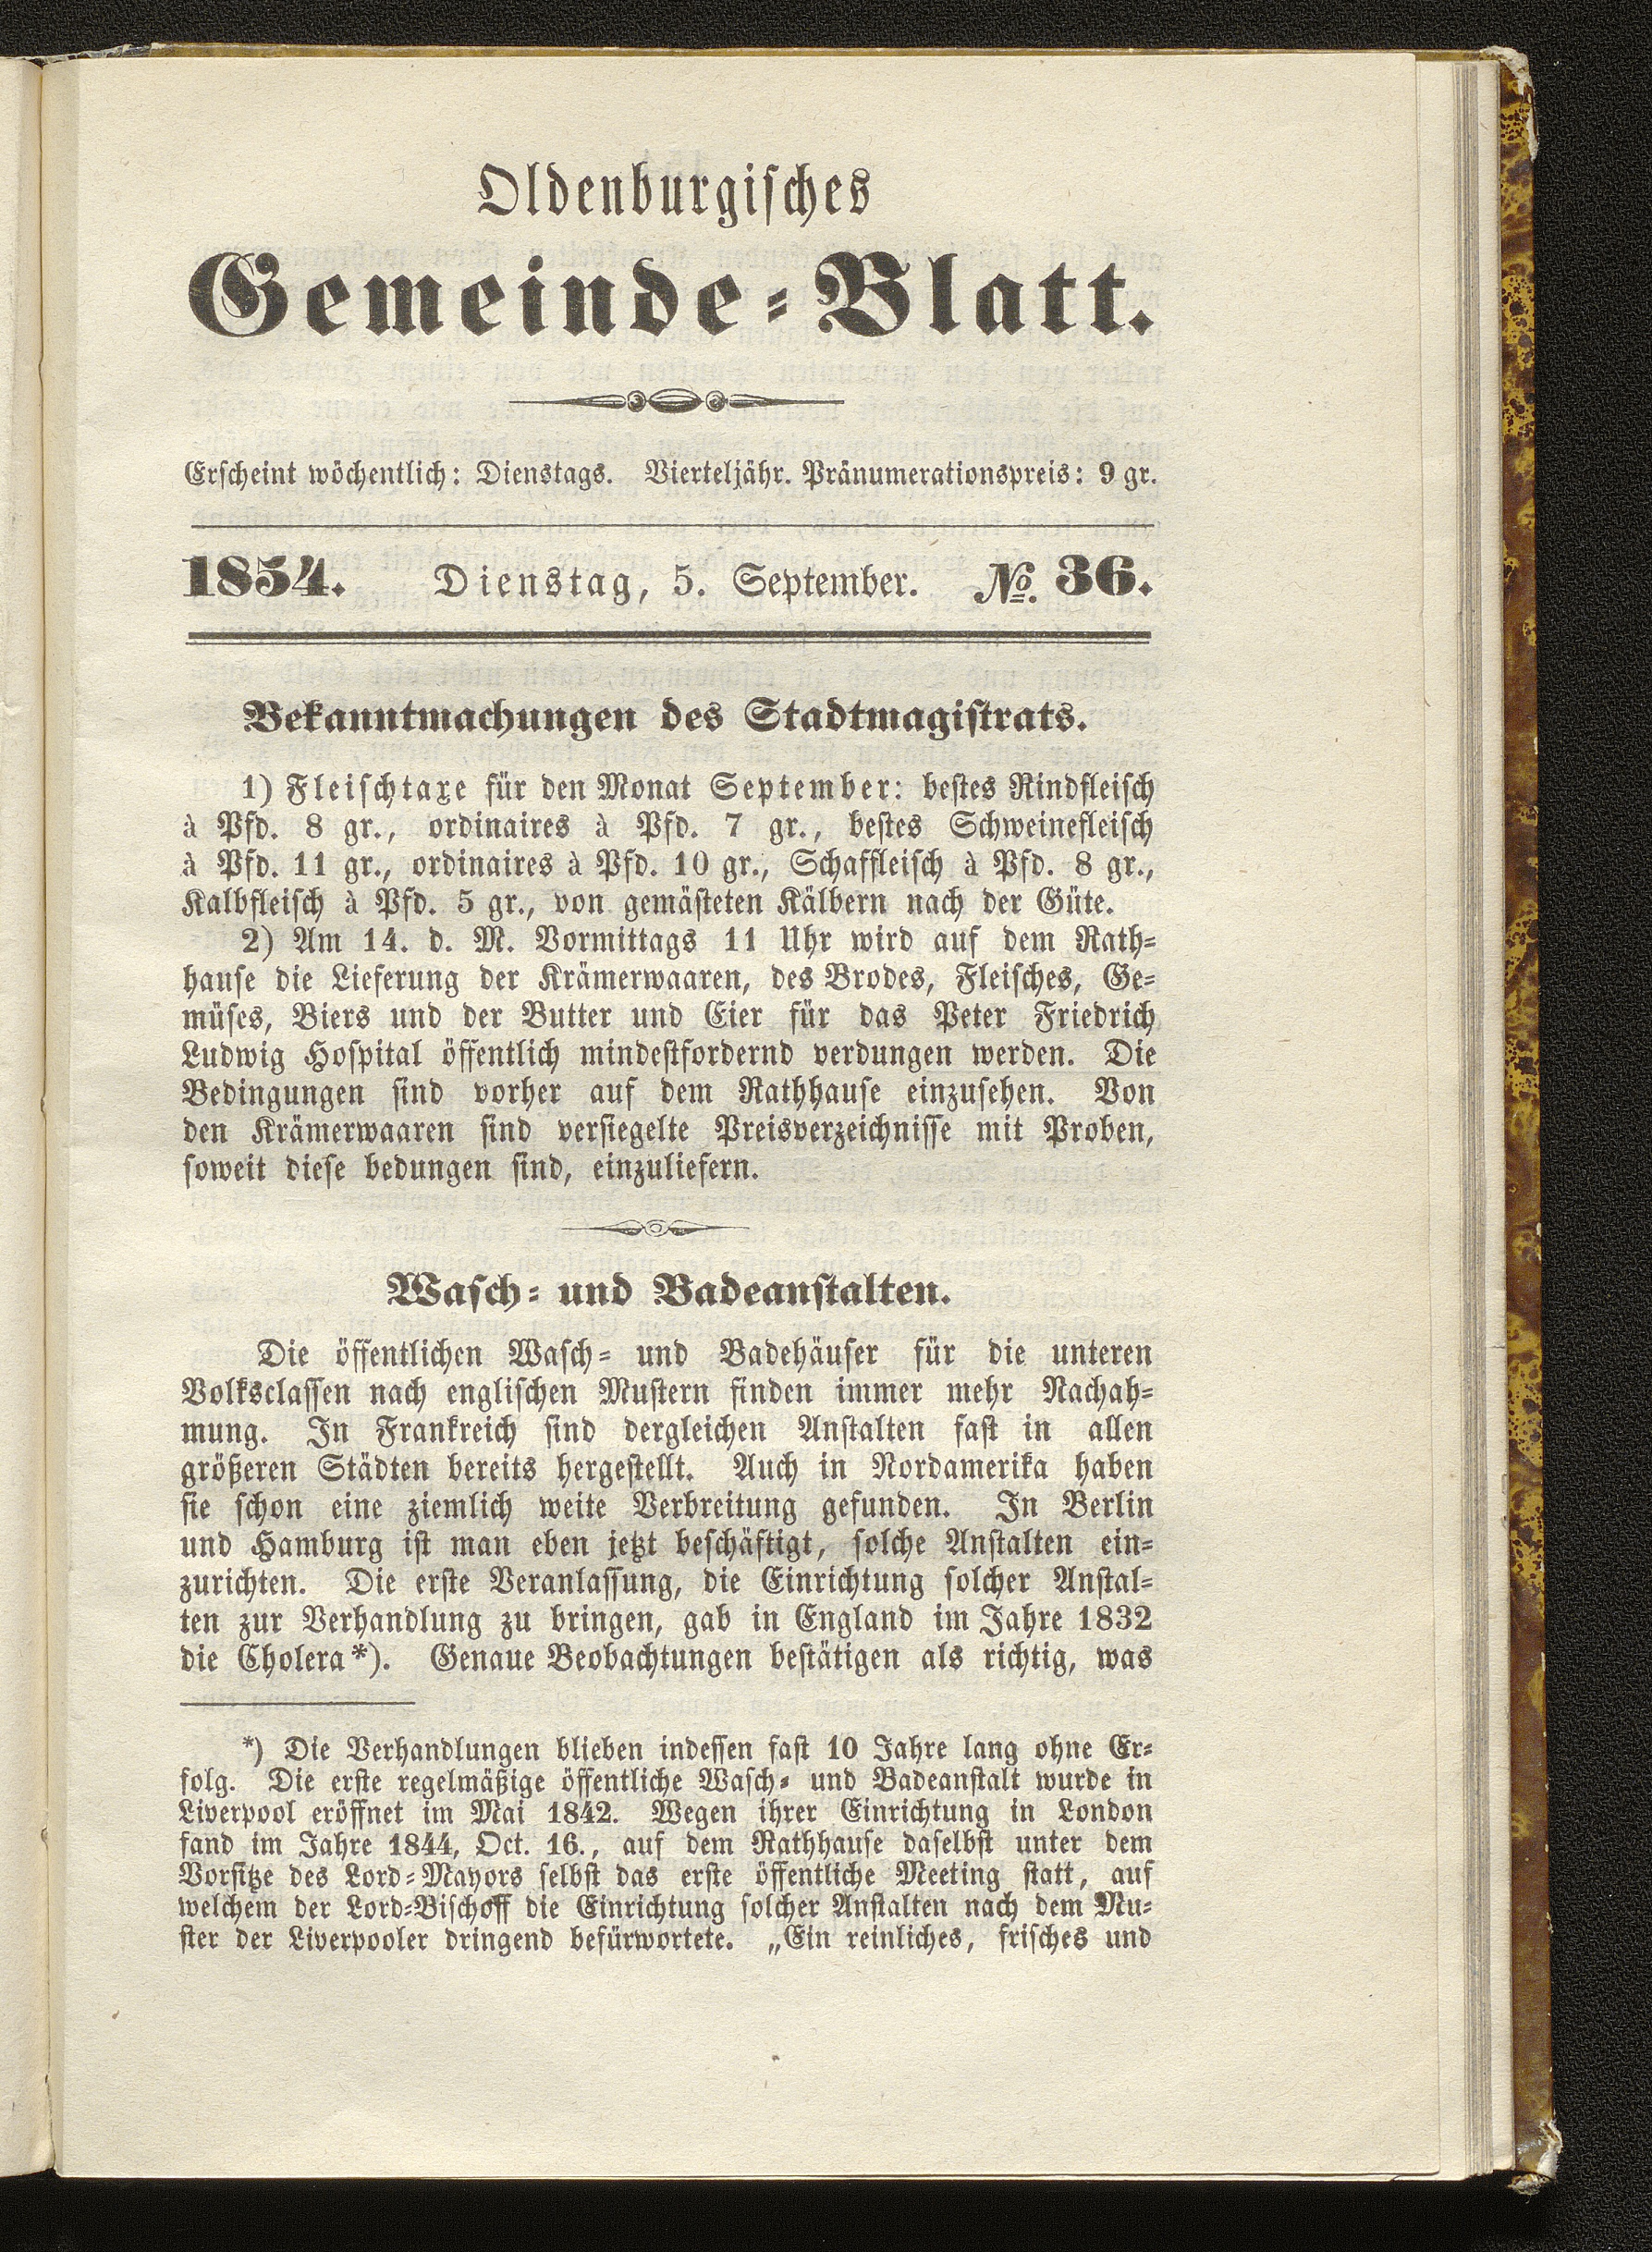 Oldenburgisches
Gemeinde-Blatt.
Erscheint wöchentlich: Dienstags. Vierteljähr. Pränumerationspreis: 9 gr.
1854. Dienstag, 5. September. No. 36.
Bekanntmachungen des Stadtmagistrats.
1) Fleischtaxe für den Monat September: bestes Rindfleisch
à Pfd. 8 gr., ordinaires à Pfd. 7 gr., bestes Schweinefleisch
à Pfd. 11 gr., ordinaires à Pfd. 10 gr., Schaffleisch à Pfd. 8 gr.,
Kalbfleisch à Pfd. 5 gr., von gemästeten Kälbern nach der Güte.
2) Am 14. d. M. Vormittags 11 Uhr wird auf dem Rath-
hause die Lieferung der Krämerwaaren, des Brodes, Fleisches, Ge-
müses, Biers und der Butter und Eier für das Peter Friedrich
Ludwig Hospital öffentlich mindestfordernd verdungen werden. Die
Bedingungen sind vorher auf dem Rathhause einzusehen. Von
den Krämerwaaren sind versiegelte Preisverzeichnisse mit Proben,
soweit diese bedungen sind, einzuliefern.
Wasch- und Badeanstalten.
Die öffentlichen Wasch- und Badehäuser für die unteren
Volksclassen nach englischen Mustern finden immer mehr Nachah-
mung. In Frankreich sind dergleichen Anstalten fast in allen
größeren Städten bereits hergestellt. Auch in Nordamerika haben
sie schon eine ziemlich weite Verbreitung gefunden. In Berlin
und Hamburg ist man eben jetzt beschäftigt, solche Anstalten ein-
zurichten. Die erste Veranlassung, die Einrichtung solcher Anstal-
ten zur Verhandlung zu bringen, gab in England im Jahre 1832
die Cholera*). Genaue Beobachtungen bestätigen als richtig, was
*) Die Verhandlungen blieben indessen fast 10 Jahre lang ohne Er-
folg. Die erste regelmäßige öffentliche Wasch- und Badeanstalt wurde in
Liverpool eröffnet im Mai 1842. Wegen ihrer Einrichtung in London
fand im Jahre 1844, Oct. 16., auf dem Rathhause daselbst unter dem
Vorsitze des Lord-Mayors selbst das erste öffentliche Meeting statt, auf
welchem der Lord-Bischoff die Einrichtung solcher Anstalten nach dem Mu-
ster der Liverpooler dringend befürwortete. „Ein reinliches, frisches und